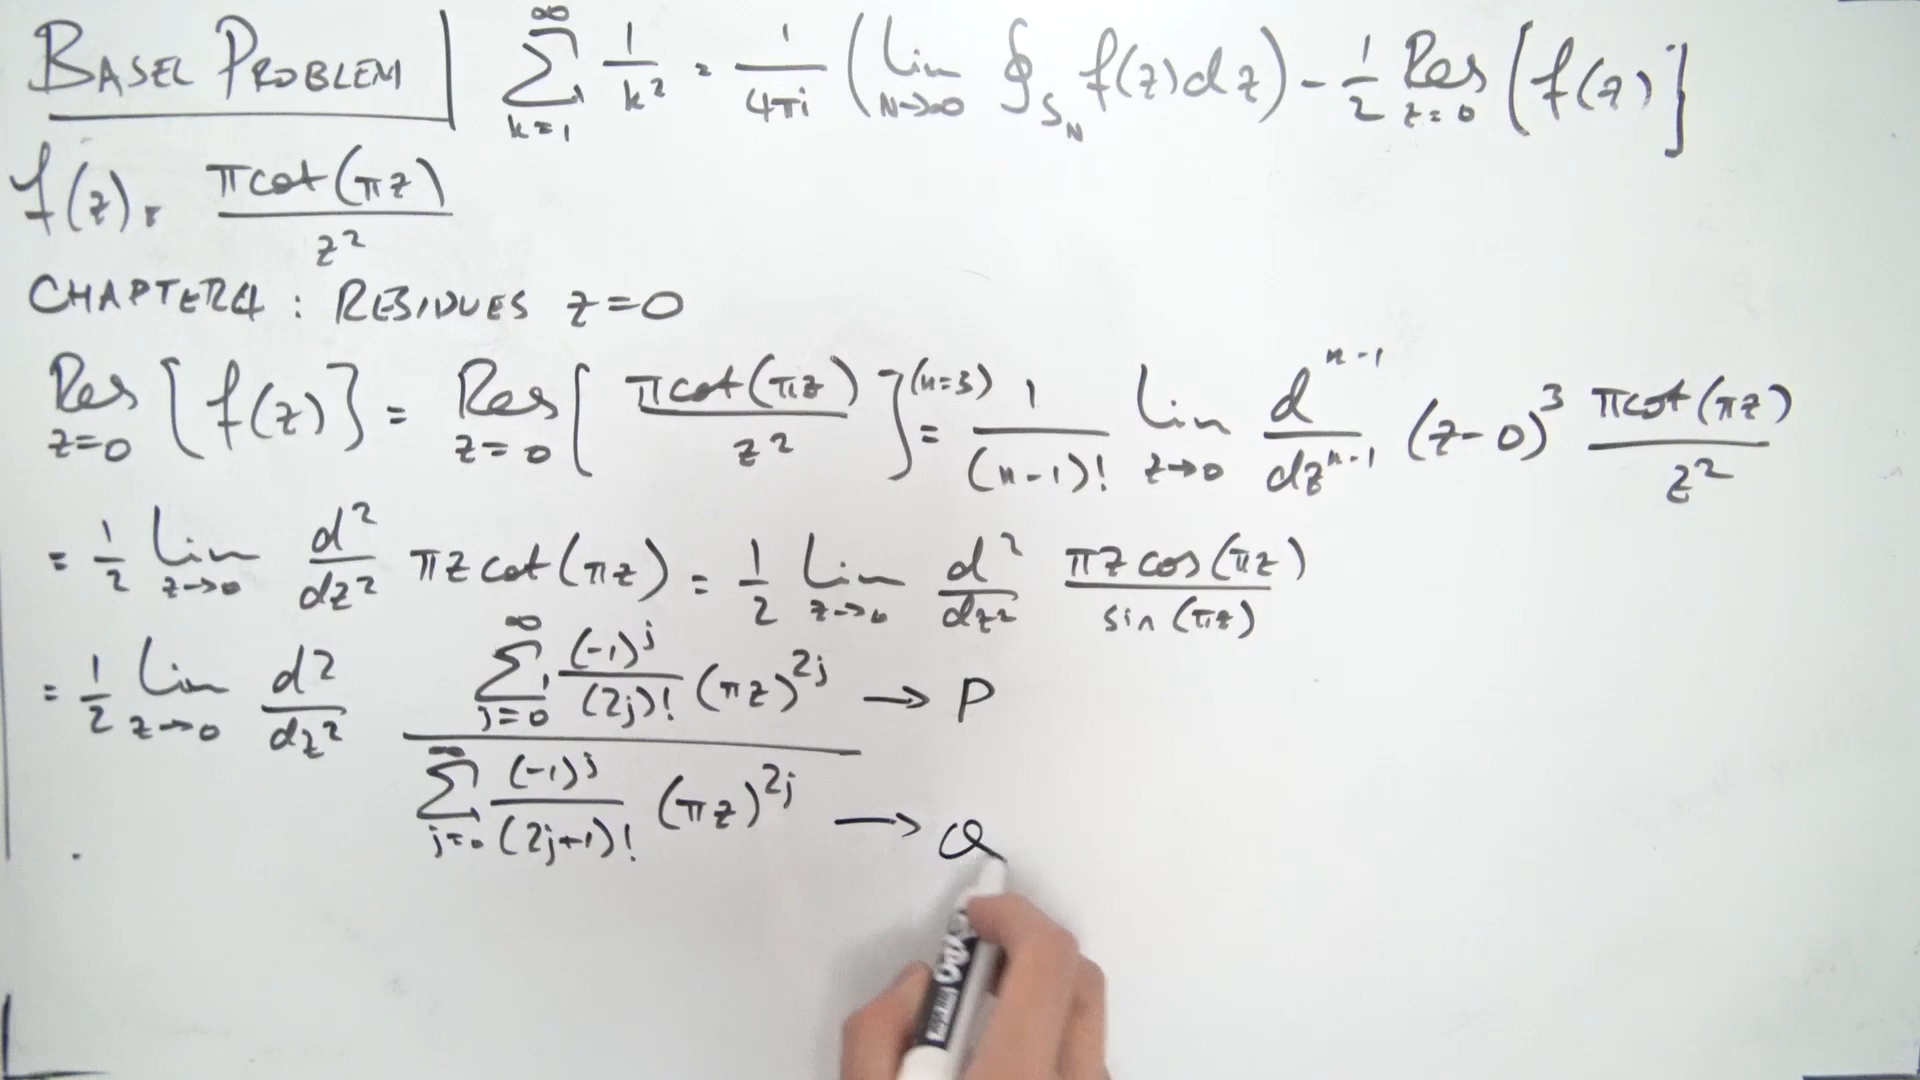 BASEL PROBLEM | ∑_{k=1}^{∞} 1/k² = 1/(4πi) (Lim_{N→∞} ∮_{S_N} f(z)dz) - 1/2 Res_{z=0} [f(z)]
f(z) = πcot(πz)/z²
CHAPTER 4 : RESIDUES z=0
Res_{z=0} [f(z)] = Res_{z=0} [πcot(πz)/z²] (n=3) = 1/(n-1)! Lim_{z→0} d^{n-1}/dz^{n-1} (z-0)³ πcot(πz)/z²
= 1/2 Lim_{z→0} d²/dz² πz cot(πz) = 1/2 Lim_{z→0} d²/dz² πz cos(πz)/sin(πz)
= 1/2 Lim_{z→0} d²/dz² ∑_{j=0}^{∞} (-1)^j/(2j)! (πz)^{2j} → P
∑_{j=0}^{∞} (-1)^j/(2j+1)! (πz)^{2j} → Q